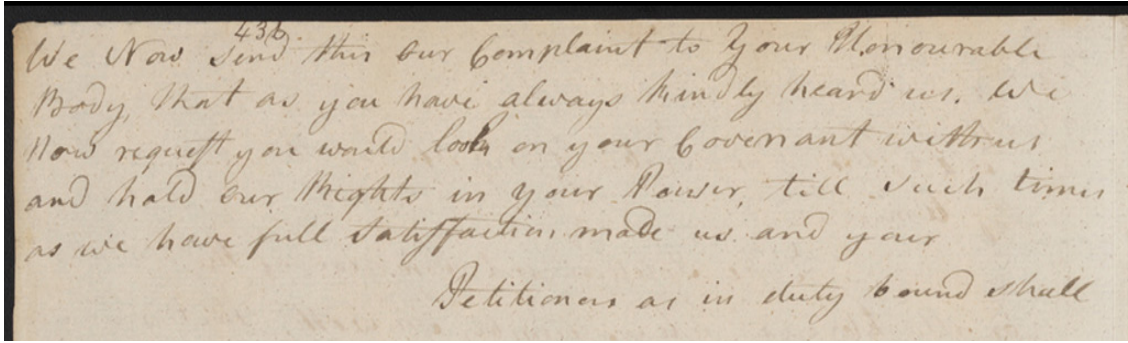 436.
We Now send this our Complaint to Your Honourable
Body, that as you have always kindly heard us. We
Now request you would look on your Covenant with us
and hold our Rights in your Power, till such times
as we have full Satisfaction made us and your
Petitioners as in duty bound shall